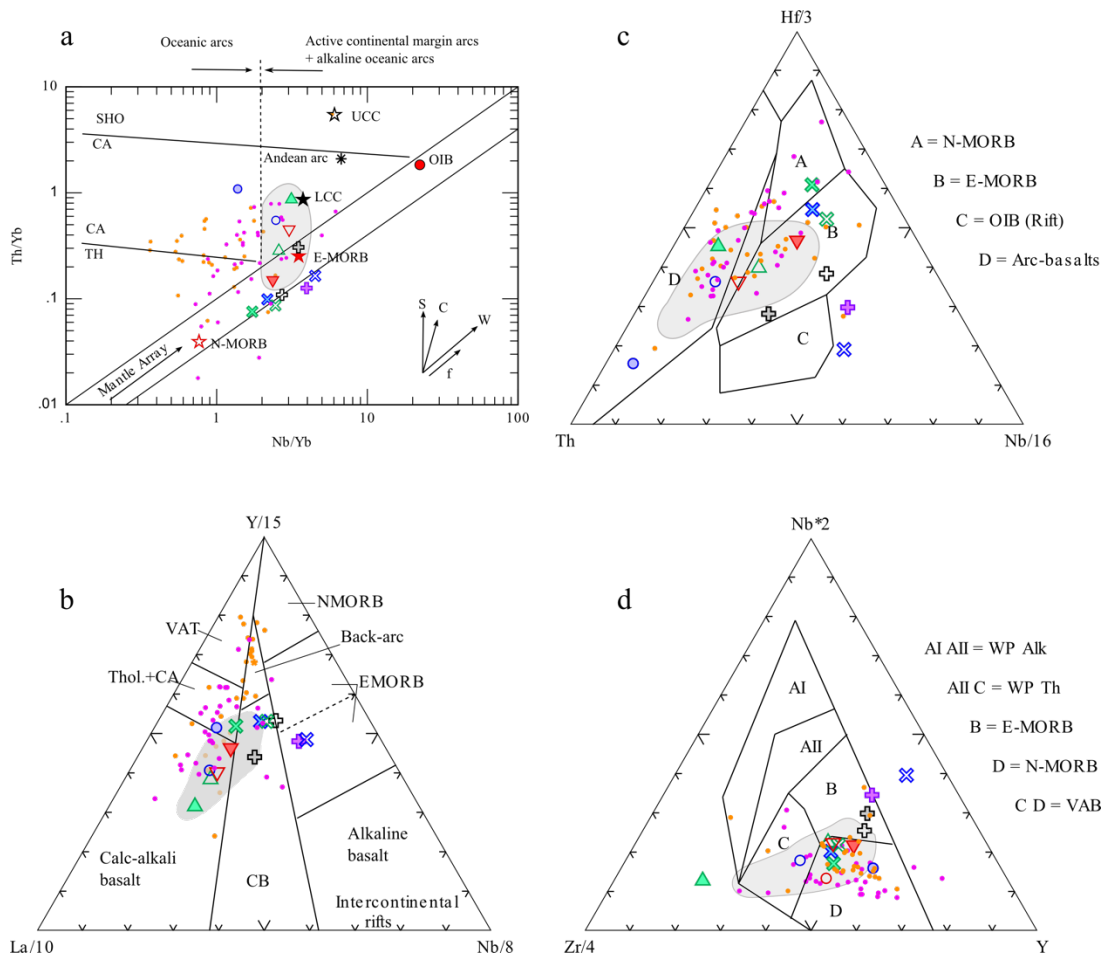 a
Oceanic arcs
Active continental margin arcs
+ alkaline oceanic arcs
10
SHO
CA
UCC
Andean arc
OIB
1
LCC
Th/Yb
CA
TH
E-MORB
.1
N-MORB
Mantle Array
S
C
W
f
.01
.1
1
10
100
Nb/Yb
c
Hf/3
A
B
D
C
Th
Nb/16
A = N-MORB
B = E-MORB
C = OIB (Rift)
D = Arc-basalts
b
Y/15
NMORB
VAT
Back-arc
Thol.+CA
EMORB
Calc-alkali
basalt
CB
Alkaline
basalt
Intercontinental
rifts
La/10
Nb/8
d
Nb*2
AI
AII
B
C
D
Zr/4
Y
AI AII = WP Alk
AII C = WP Th
B = E-MORB
D = N-MORB
C D = VAB